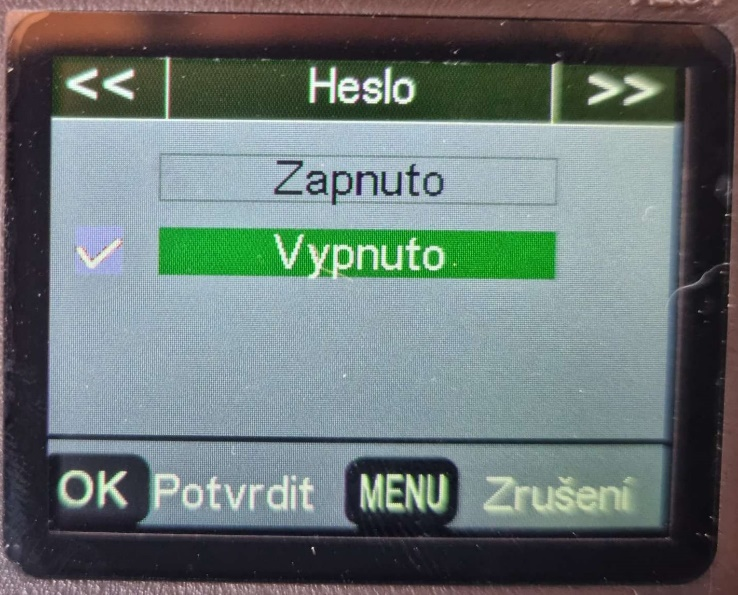 << Heslo >>
Zapnuto
Vypnuto
OK Potvrdit MENU Zrušení